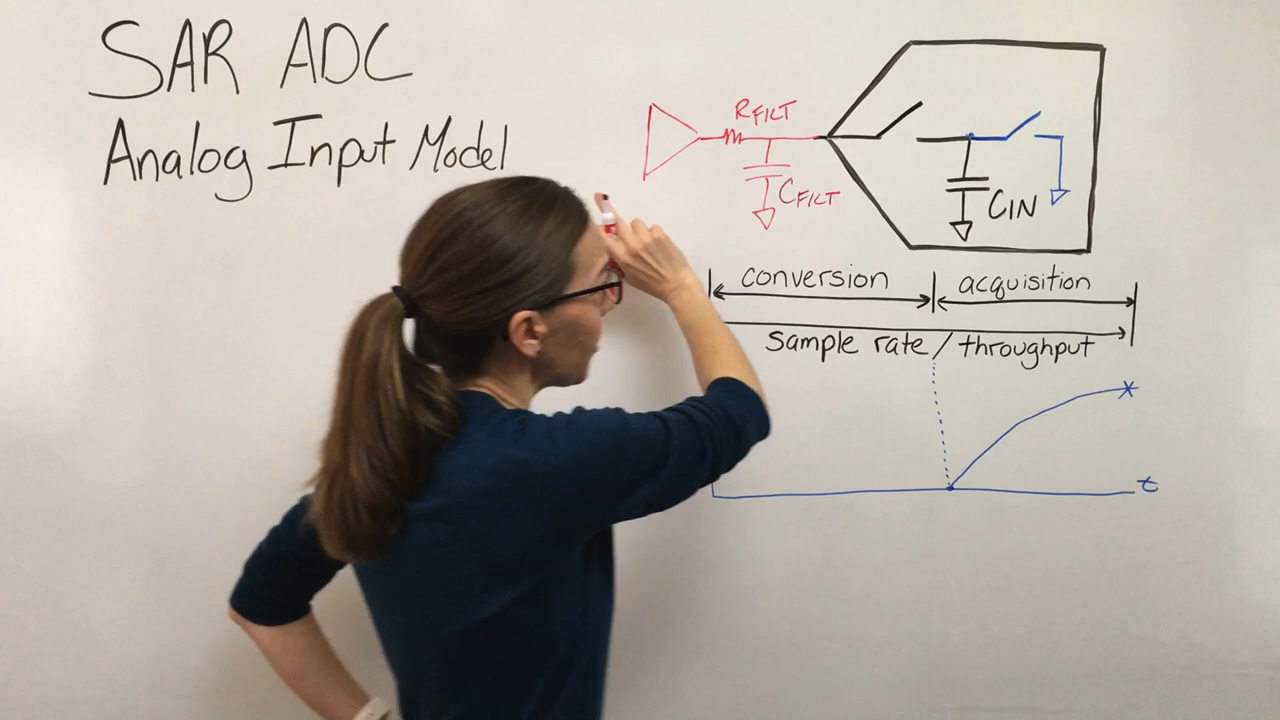 SAR ADC
Analog Input Model
RFILT
CFILT
CIN
conversion
acquisition
sample rate / throughput
t